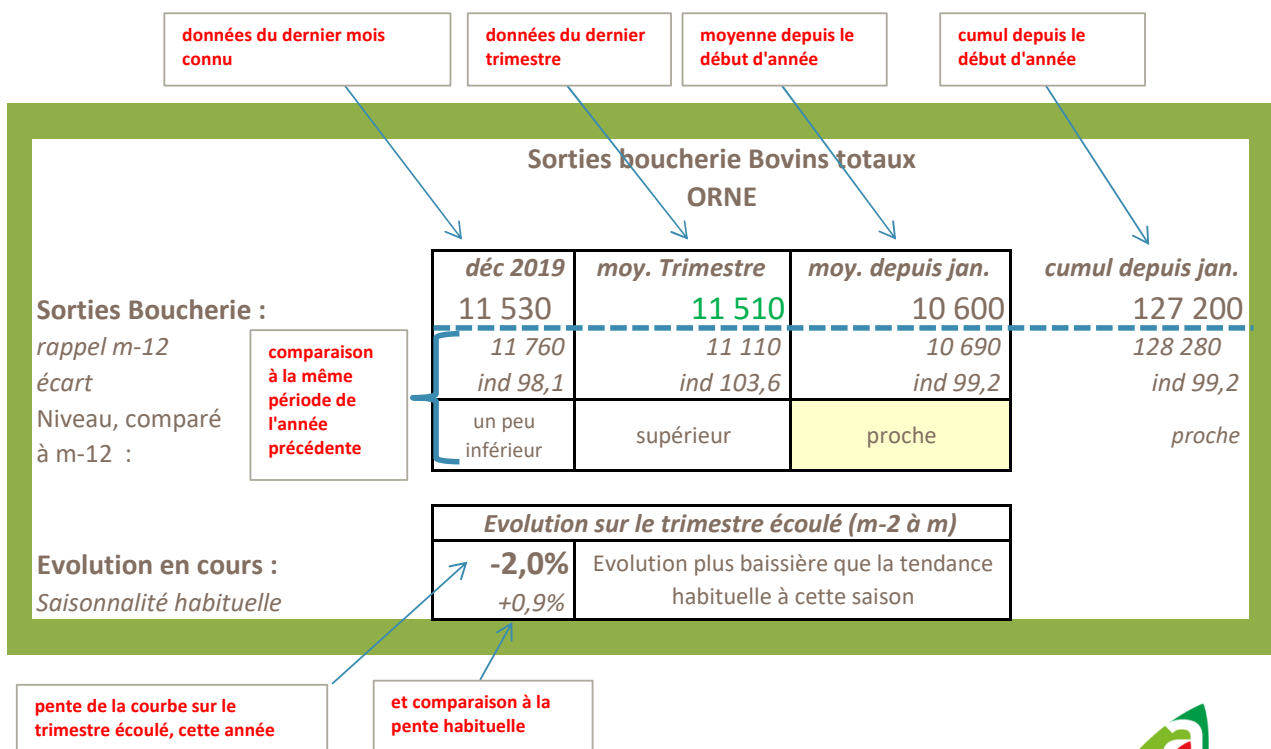 données du dernier mois
connu
données du dernier
trimestre
moyenne depuis le
début d'année
cumul depuis le
début d'année
Sorties boucherie Bovins totaux
ORNE
déc 2019 moy. Trimestre moy. depuis jan. cumul depuis jan.
Sorties Boucherie : 11 530 11 510 10 600 127 200
rappel m-12 11 760 11 110 10 690 128 280
écart ind 98,1 ind 103,6 ind 99,2 ind 99,2
comparaison
à la même
période de
l'année
précédente
Niveau, comparé
à m-12 :
un peu
inférieur
supérieur proche proche
Evolution sur le trimestre écoulé (m-2 à m)
Evolution en cours : -2,0%
Saisonnalité habituelle +0,9%
Evolution plus baissière que la tendance
habituelle à cette saison
pente de la courbe sur le
trimestre écoulé, cette année
et comparaison à la
pente habituelle